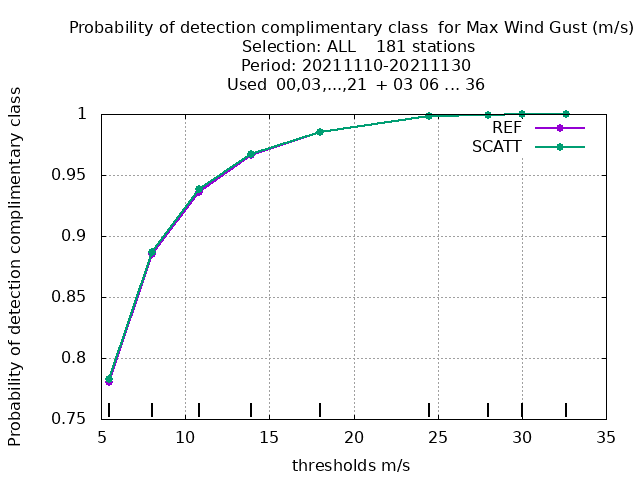 Probability of detection complimentary class for Max Wind Gust (m/s)
Selection: ALL 181 stations
Period: 20211110-20211130
Used 00,03,...,21 + 03 06 ... 36
Probability of detection complimentary class
1
0.95
0.9
0.85
0.8
0.75
REF
SCATT
5 10 15 20 25 30 35
thresholds m/s